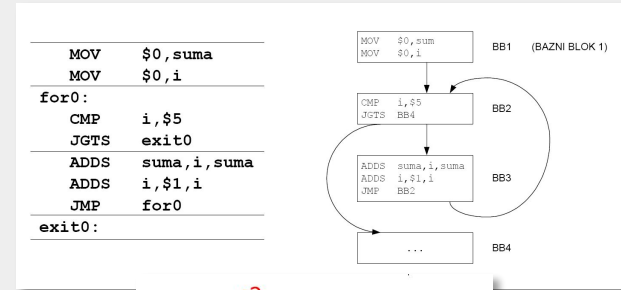 MOV $0,suma
MOV $0,i
for0:
CMP i,$5
JGTS exit0
ADDS suma,i,suma
ADDS i,$1,i
JMP for0
exit0:
MOV $0,sum
MOV $0,i
BB1 (BAZNI BLOK 1)
CMP i,$5
JGTS BB4
BB2
ADDS suma,i,suma
ADDS i,$1,i
JMP BB2
BB3
...
BB4